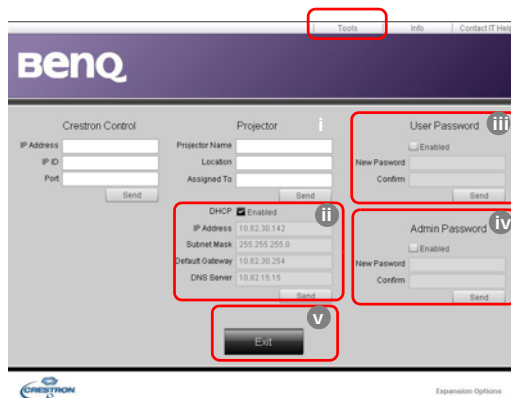 Tools Info Contact IT Help
BenQ
Crestron Control
IP Address
IP ID
Port
Send
Projector i
Projector Name
Location
Assigned To
Send
ii
DHCP Enabled
IP Address 10.82.30.142
Subnet Mask 255.255.255.0
Default Gateway 10.82.30.254
DNS Server 10.82.15.15
Send
User Password iii
Enabled
New Pasword
Confirm
Send
Admin Password iv
Enabled
New Pasword
Confirm
Send
v
Exit
CRESTRON
Expansion Options